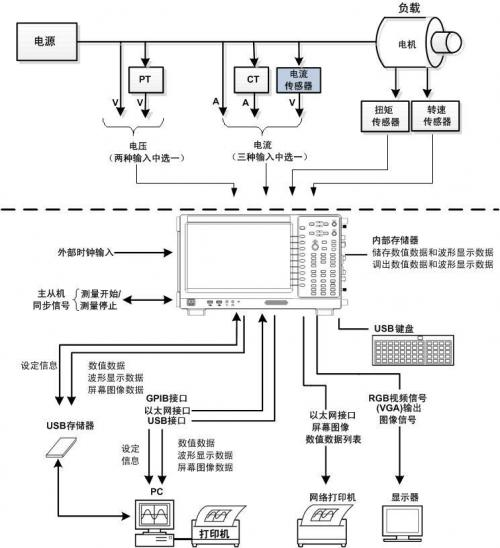 负载
电源
电机
PT
CT
电流
传感器
扭矩
传感器
转速
传感器
V
V
A
A
V
电压
（两种输入中选一）
电流
（三种输入中选一）
外部时钟输入
内部存储器
储存数值数据和波形显示数据
调出数值数据和波形显示数据
主从机
同步信号
测量开始/
测量停止
USB键盘
设定信息
数值数据
波形显示数据
屏幕图像数据
GPIB接口
以太网接口
USB接口
以太网接口
屏幕图像
数值数据列表
RGB视频信号
(VGA)输出
图像信号
USB存储器
设定
信息
数值数据
波形显示数据
屏幕图像数据
PC
打印机
网络打印机
显示器